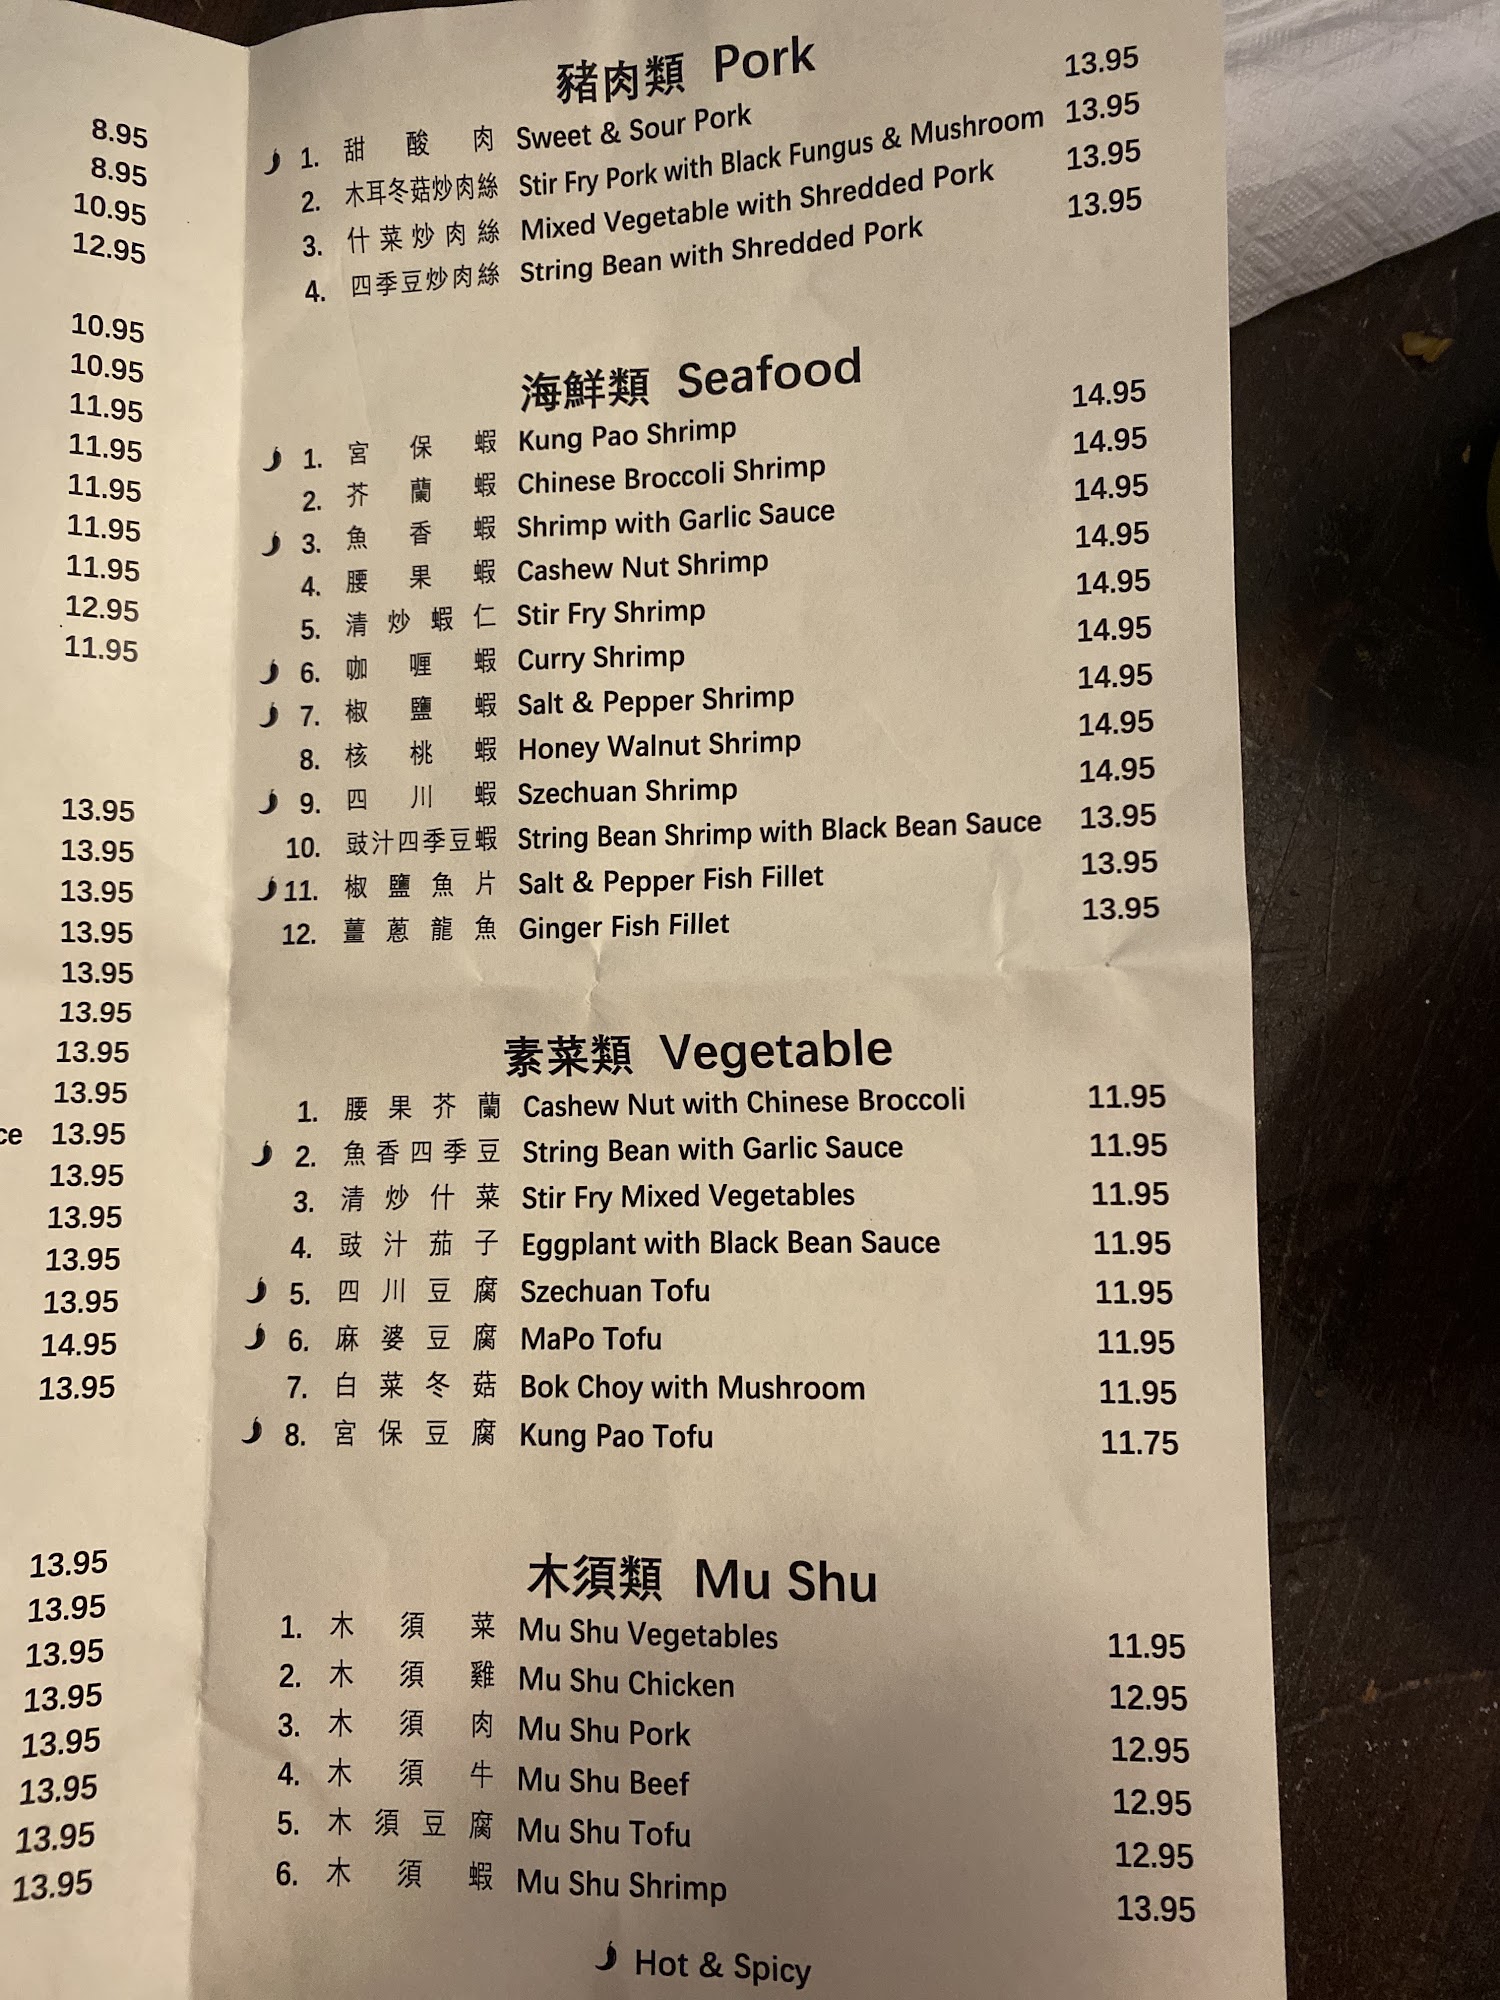 8.95
8.95
10.95
12.95
10.95
10.95
11.95
11.95
11.95
11.95
11.95
12.95
11.95
13.95
13.95
13.95
13.95
13.95
13.95
13.95
13.95
ce 13.95
13.95
13.95
13.95
13.95
14.95
13.95
13.95
13.95
13.95
13.95
13.95
13.95
13.95
13.95
豬肉類 Pork
1. 甜酸肉 Sweet & Sour Pork 13.95
2. 木耳冬菇炒肉絲 Stir Fry Pork with Black Fungus & Mushroom 13.95
3. 什菜炒肉絲 Mixed Vegetable with Shredded Pork 13.95
4. 四季豆炒肉絲 String Bean with Shredded Pork 13.95
海鮮類 Seafood
1. 宮保蝦 Kung Pao Shrimp 14.95
2. 芥蘭蝦 Chinese Broccoli Shrimp 14.95
3. 魚香蝦 Shrimp with Garlic Sauce 14.95
4. 腰果蝦 Cashew Nut Shrimp 14.95
5. 清炒蝦仁 Stir Fry Shrimp 14.95
6. 咖喱蝦 Curry Shrimp 14.95
7. 椒鹽蝦 Salt & Pepper Shrimp 14.95
8. 核桃蝦 Honey Walnut Shrimp 14.95
9. 四川蝦 Szechuan Shrimp 14.95
10. 豉汁四季豆蝦 String Bean Shrimp with Black Bean Sauce 13.95
11. 椒鹽魚片 Salt & Pepper Fish Fillet 13.95
12. 薑蔥龍魚 Ginger Fish Fillet 13.95
素菜類 Vegetable
1. 腰果芥蘭 Cashew Nut with Chinese Broccoli 11.95
2. 魚香四季豆 String Bean with Garlic Sauce 11.95
3. 清炒什菜 Stir Fry Mixed Vegetables 11.95
4. 豉汁茄子 Eggplant with Black Bean Sauce 11.95
5. 四川豆腐 Szechuan Tofu 11.95
6. 麻婆豆腐 MaPo Tofu 11.95
7. 白菜冬菇 Bok Choy with Mushroom 11.95
8. 宮保豆腐 Kung Pao Tofu 11.75
木須類 Mu Shu
1. 木須菜 Mu Shu Vegetables 11.95
2. 木須雞 Mu Shu Chicken 12.95
3. 木須肉 Mu Shu Pork 12.95
4. 木須牛 Mu Shu Beef 12.95
5. 木須豆腐 Mu Shu Tofu 12.95
6. 木須蝦 Mu Shu Shrimp 13.95
Hot & Spicy